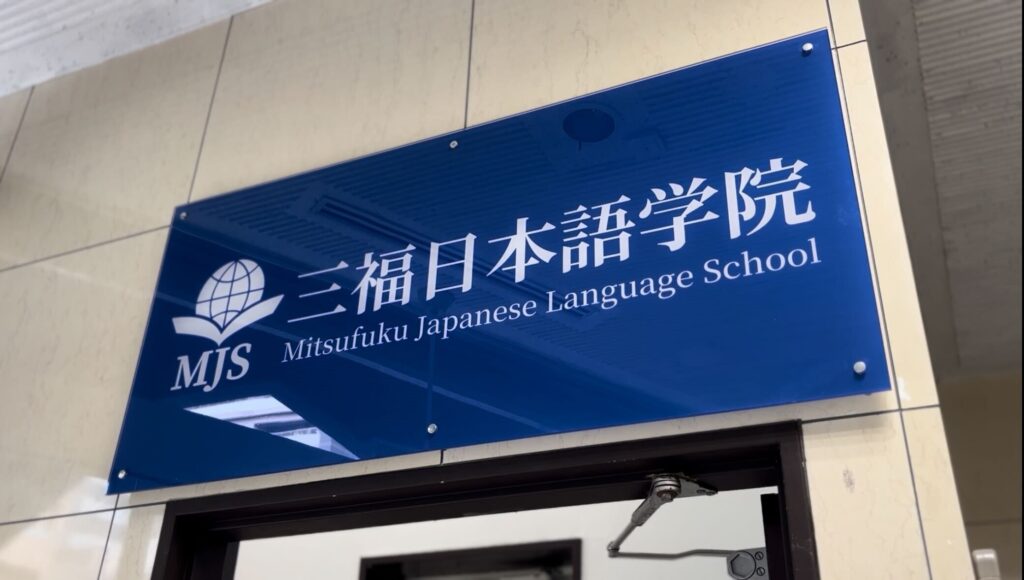 三福日本語学院
Mitsufuku Japanese Language School
MJS